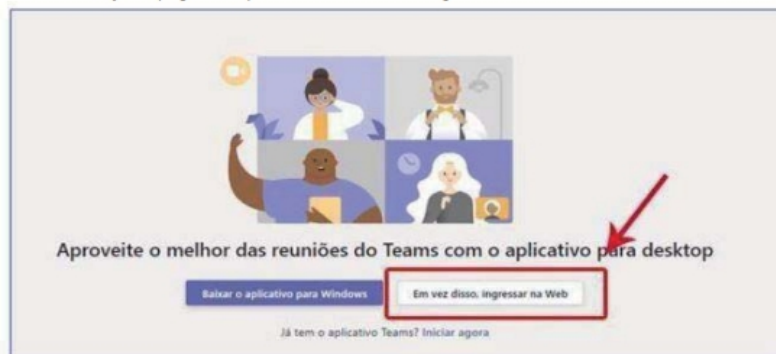 Aproveite o melhor das reuniões do Teams com o aplicativo para desktop
Baixar o aplicativo para Windows
Em vez disso, ingressar na Web
Já tem o aplicativo Teams? Iniciar agora